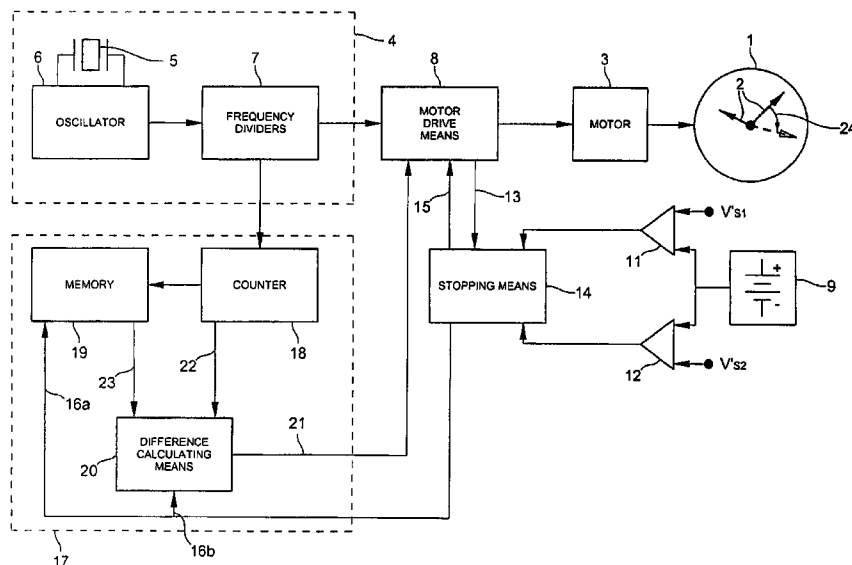 6
5
OSCILLATOR
7
FREQUENCY
DIVIDERS
4
8
MOTOR
DRIVE
MEANS
3
MOTOR
1
2
24
15
13
V'S1
11
STOPPING MEANS
14
+
-
9
12
V'S2
MEMORY
19
COUNTER
18
16a
23
22
21
DIFFERENCE
CALCULATING
MEANS
20
16b
17